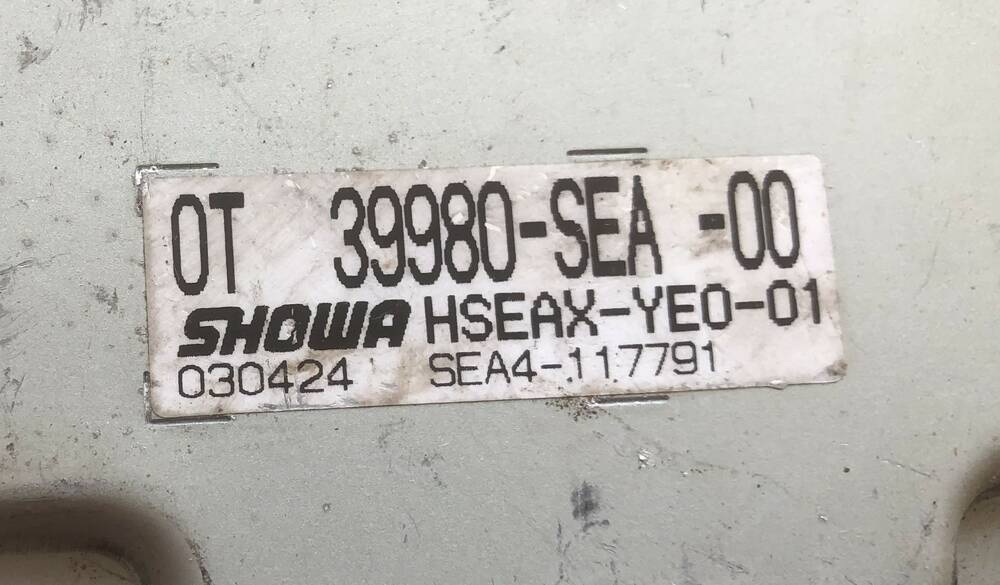 0T 39980-SEA -00
SHOWA HSEAX-YE0-01
030424 SEA4-117791